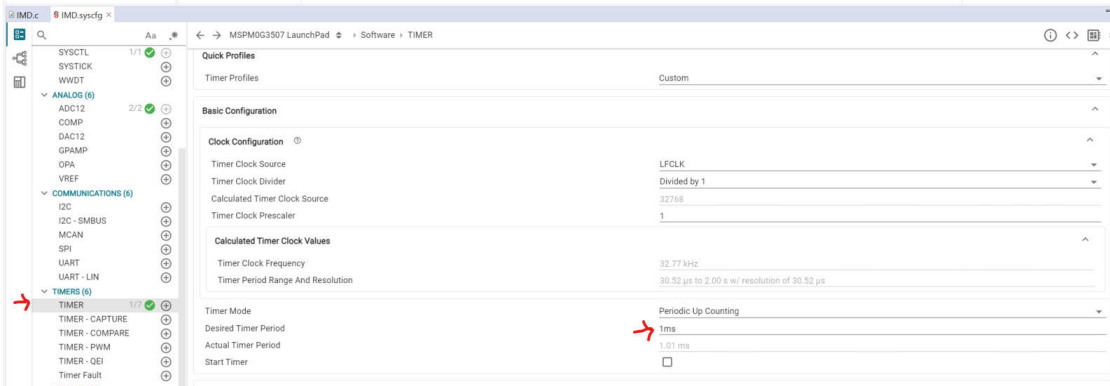 IMD.c
IMD.syscfg ×
Aa .*
← → MSPM0G3507 LaunchPad > Software > TIMER
SYSCTL 1/1
SYSTICK
WWDT
ANALOG (6)
ADC12 2/2
COMP
DAC12
GPAMP
OPA
VREF
COMMUNICATIONS (6)
I2C
I2C - SMBUS
MCAN
SPI
UART
UART - LIN
TIMERS (6)
TIMER 1/7
TIMER - CAPTURE
TIMER - COMPARE
TIMER - PWM
TIMER - QEI
Timer Fault
Quick Profiles
Timer Profiles Custom
Basic Configuration
Clock Configuration
Timer Clock Source LFCLK
Timer Clock Divider Divided by 1
Calculated Timer Clock Source 32768
Timer Clock Prescaler 1
Calculated Timer Clock Values
Timer Clock Frequency 32.77 kHz
Timer Period Range And Resolution 30.52 µs to 2.00 s w/ resolution of 30.52 µs
Timer Mode Periodic Up Counting
Desired Timer Period 1ms
Actual Timer Period 1.01 ms
Start Timer